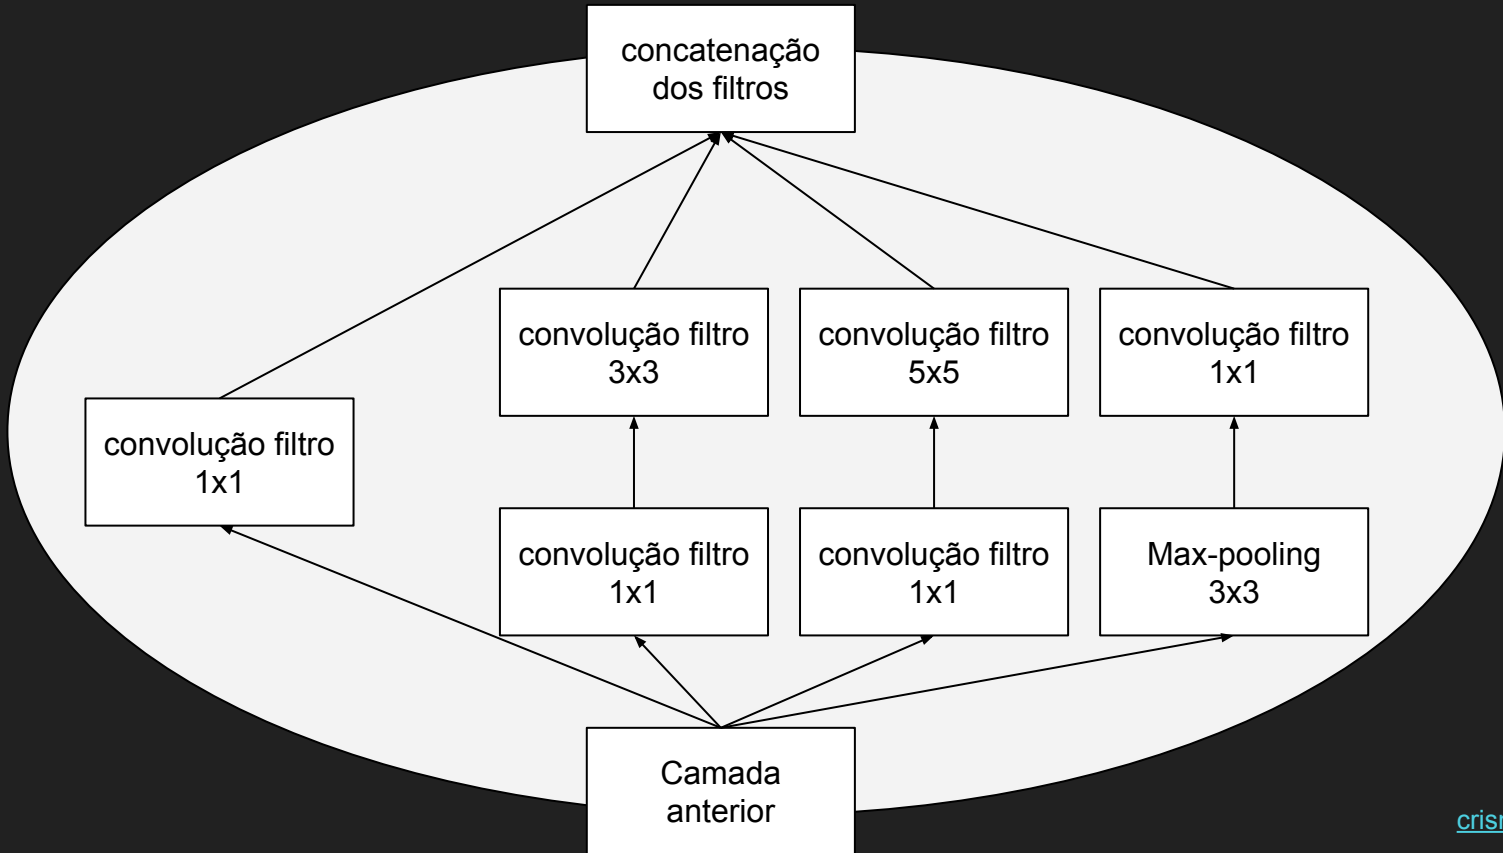 concatenação
dos filtros
convolução filtro
3x3
convolução filtro
5x5
convolução filtro
1x1
convolução filtro
1x1
convolução filtro
1x1
convolução filtro
1x1
Max-pooling
3x3
Camada
anterior